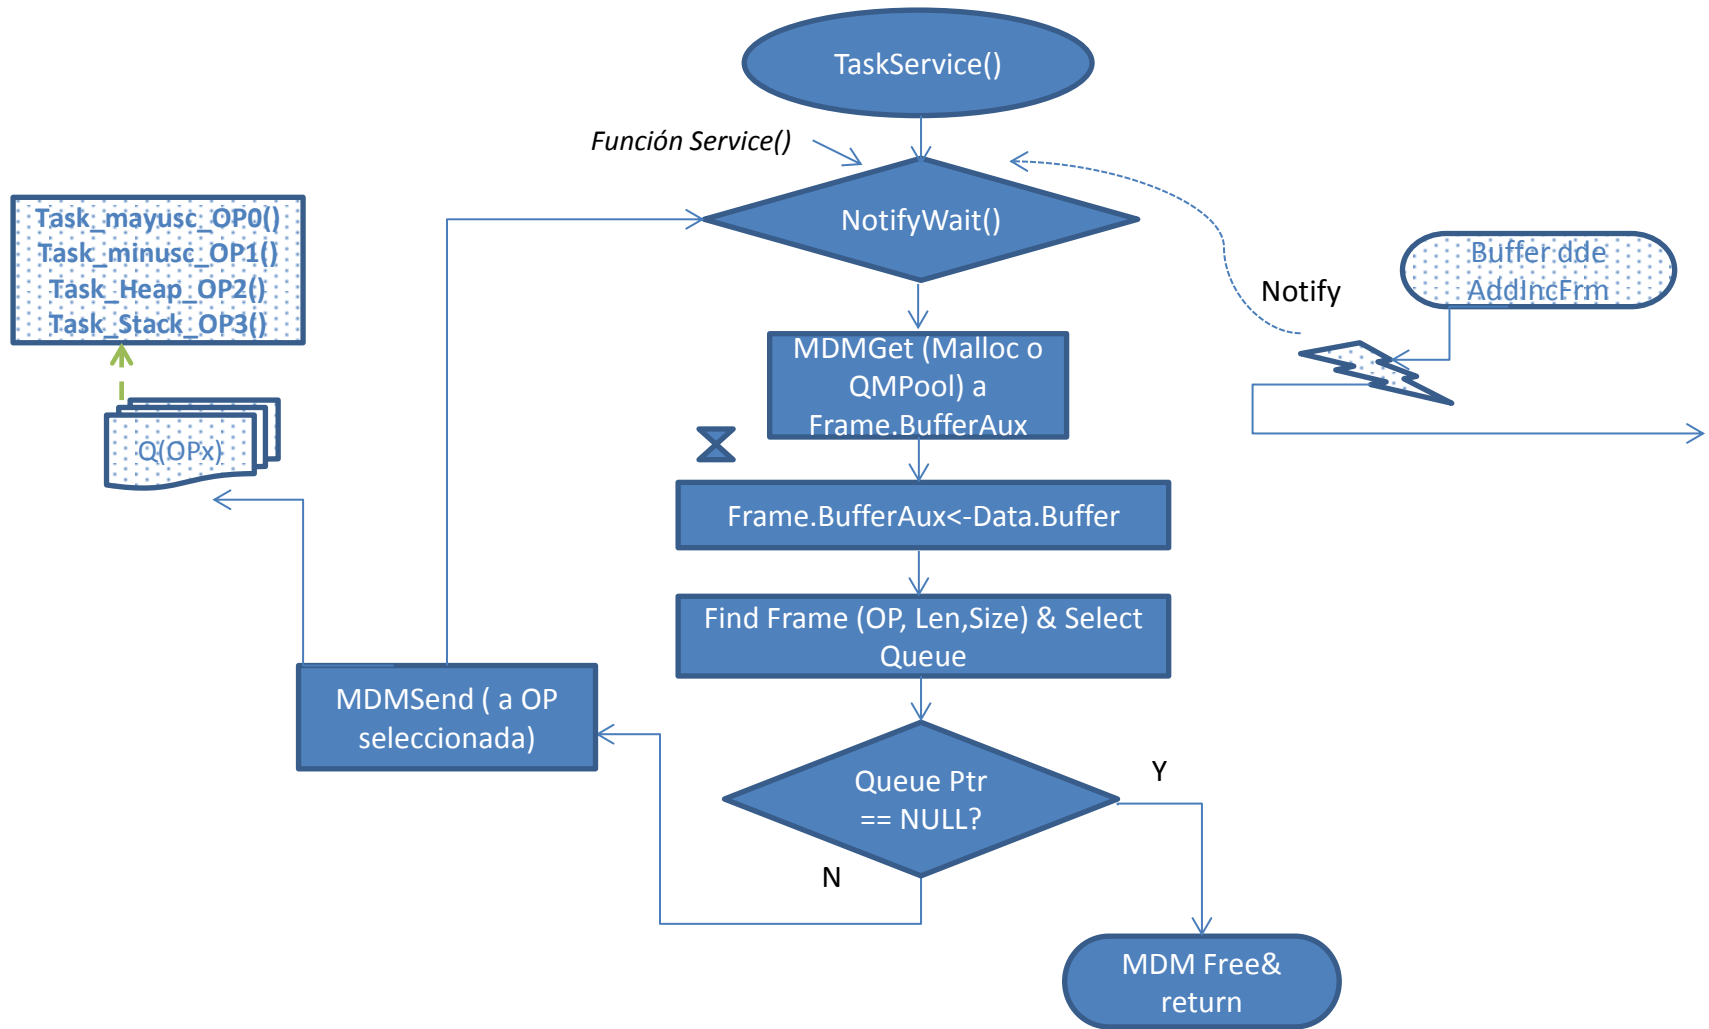 TaskService()
Función Service()
NotifyWait()
Task_mayusc_OP0()
Task_minusc_OP1()
Task_Heap_OP2()
Task_Stack_OP3()
Buffer dde
AddIncFrm
Notify
MDMGet (Malloc o
QMPool) a
Frame.BufferAux
Q(OPx)
Frame.BufferAux<-Data.Buffer
Find Frame (OP, Len,Size) & Select
Queue
MDMSend ( a OP
seleccionada)
Queue Ptr
== NULL?
Y
N
MDM Free&
return